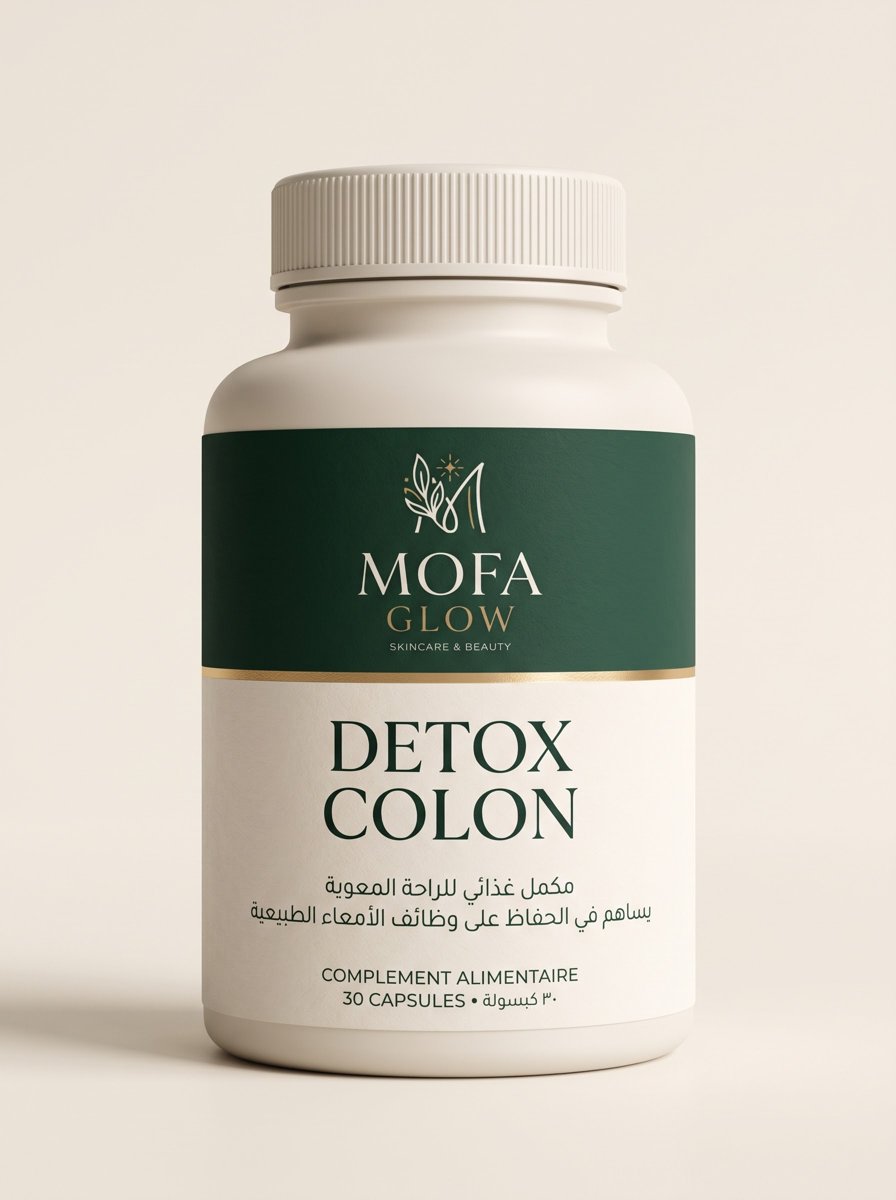 MOFA
GLOW
SKINCARE & BEAUTY
DETOX
COLON
مكمل غذائي للراحة المعوية
يساهم في الحفاظ على وظائف الأمعاء الطبيعية
COMPLEMENT ALIMENTAIRE
30 CAPSULES • ٣٠ كبسولة